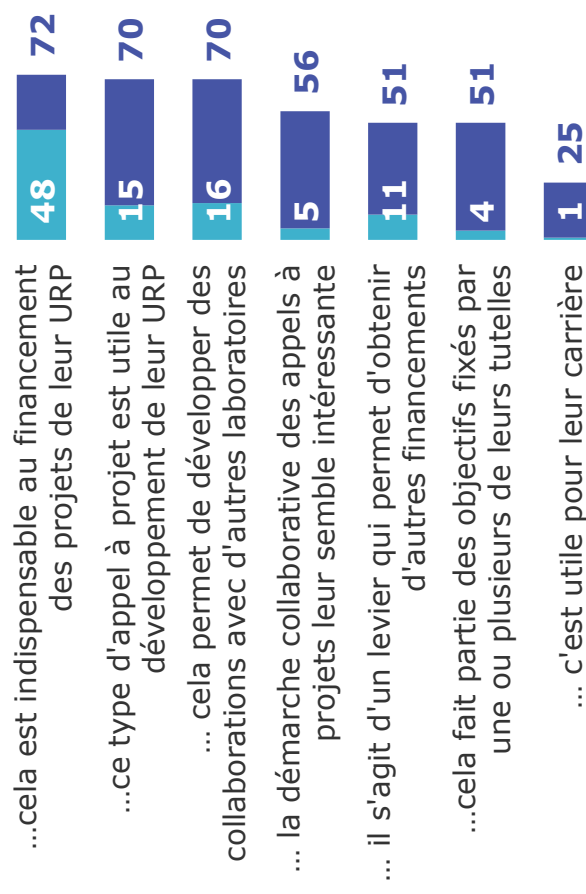 ...cela est indispensable au financement
des projets de leur URP
48
72
...ce type d'appel à projet est utile au
développement de leur URP
15
70
... cela permet de développer des
collaborations avec d'autres laboratoires
16
70
... la démarche collaborative des appels à
projets leur semble intéressante
5
56
... il s'agit d'un levier qui permet d'obtenir
d'autres financements
11
51
...cela fait partie des objectifs fixés par
une ou plusieurs de leurs tutelles
4
51
... c'est utile pour leur carrière
1
25